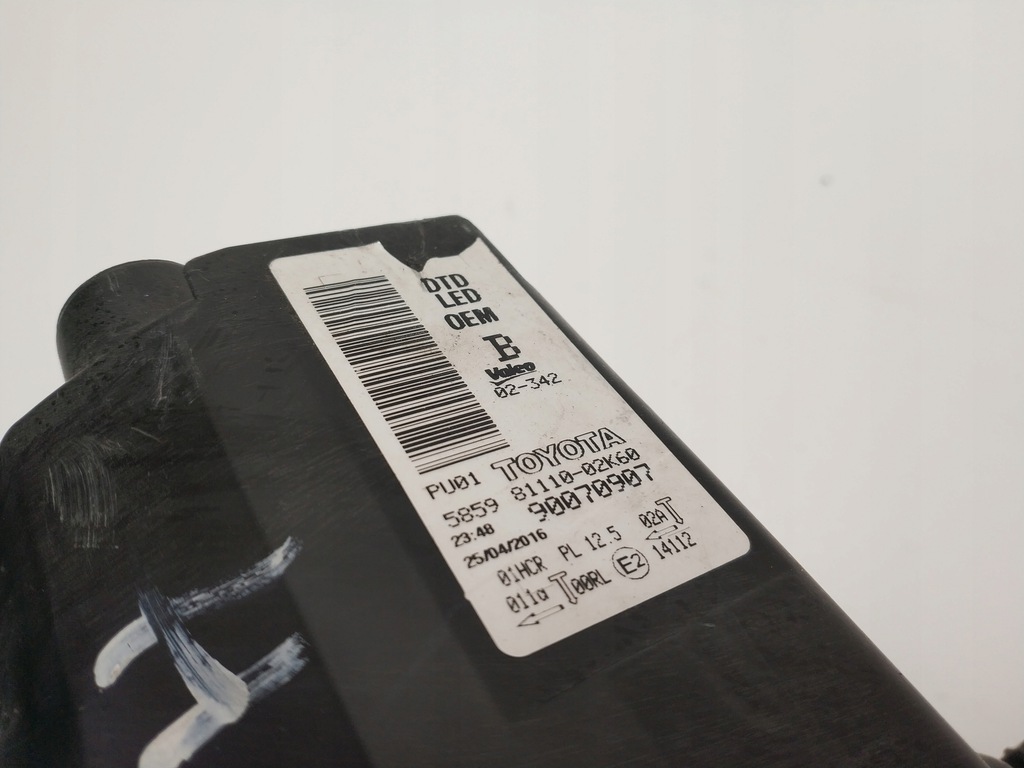 DTD
LED
OEM
B
Valeo
02-342
PU01 TOYOTA
5859 81110-02K60
23:48 90070907
25/04/2016
01HCR PL 12.5 02A
011a 00RL E2 14112